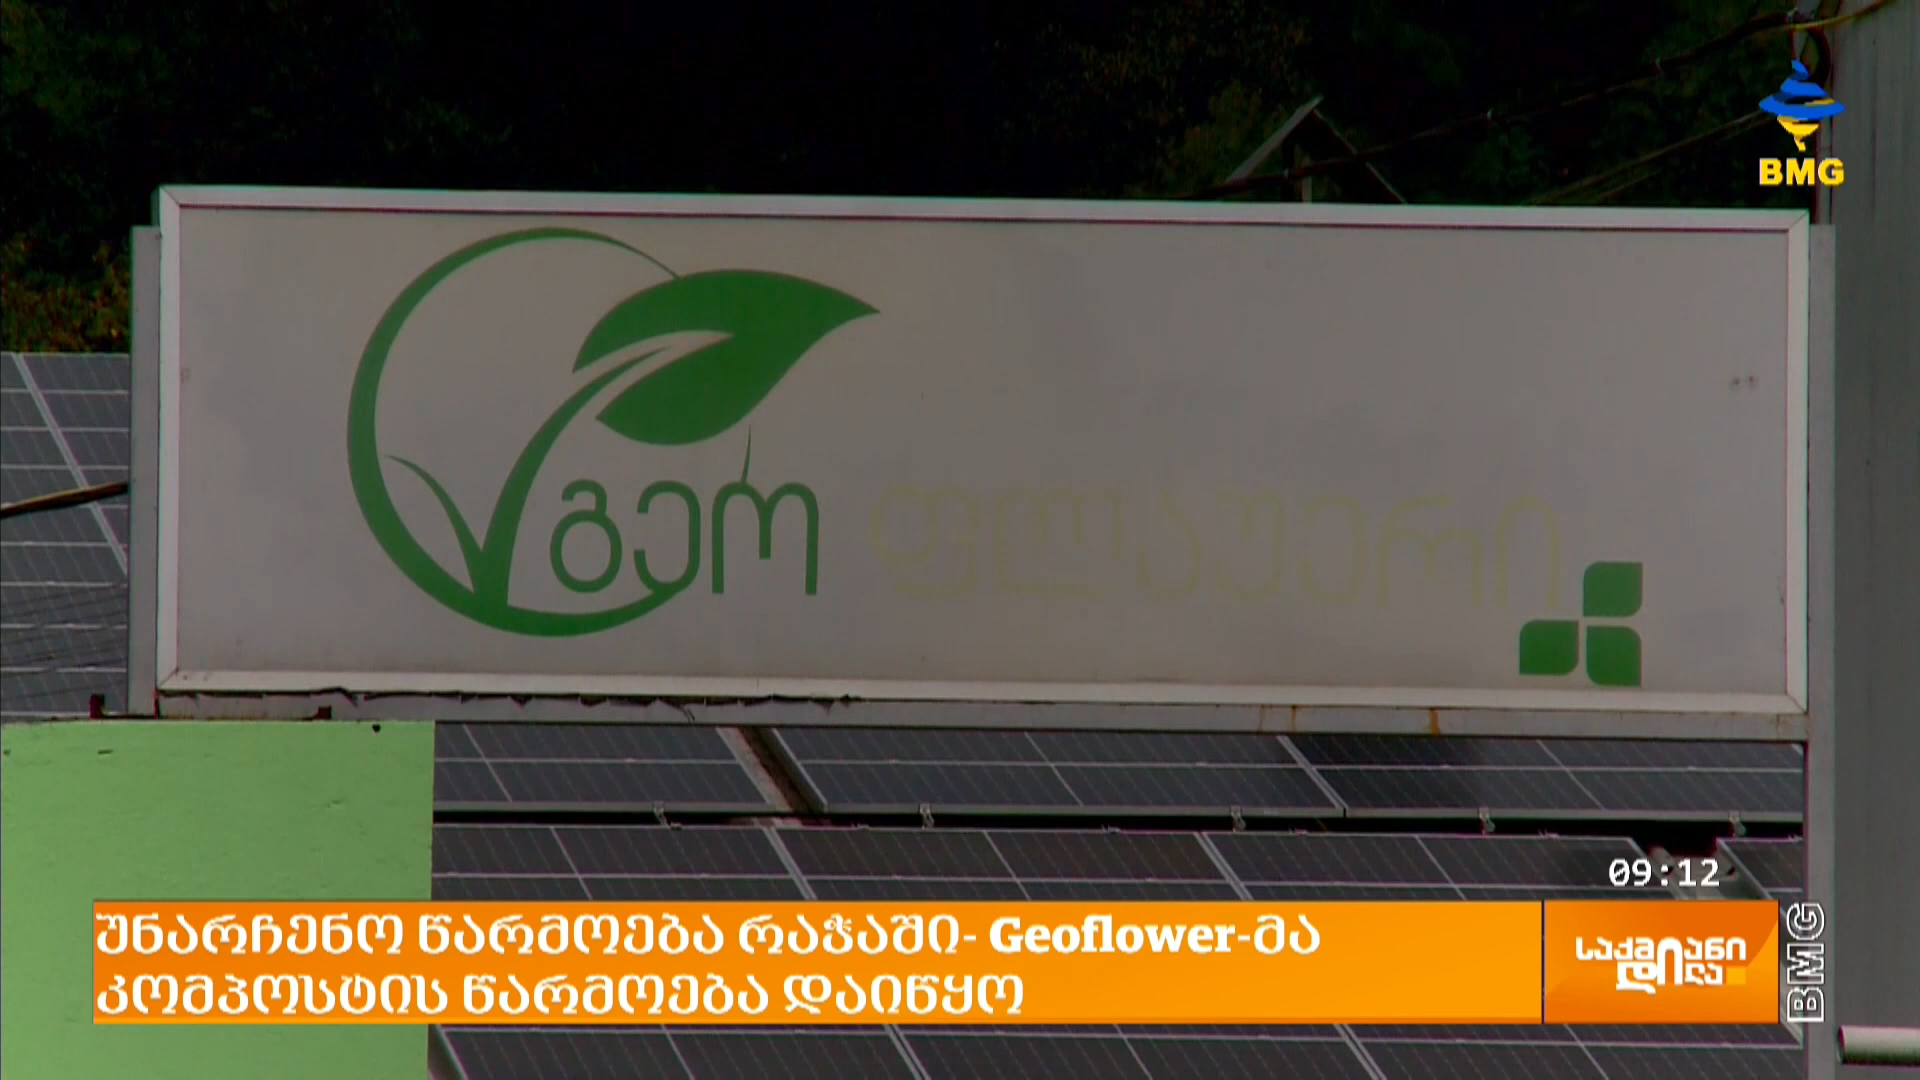 BMG
გეო ფლაუერი
09:12
უნარჩენო წარმოება რაჭაში- Geoflower-მა
კომპოსტის წარმოება დაიწყო
საქმიანი
დილა
BMG